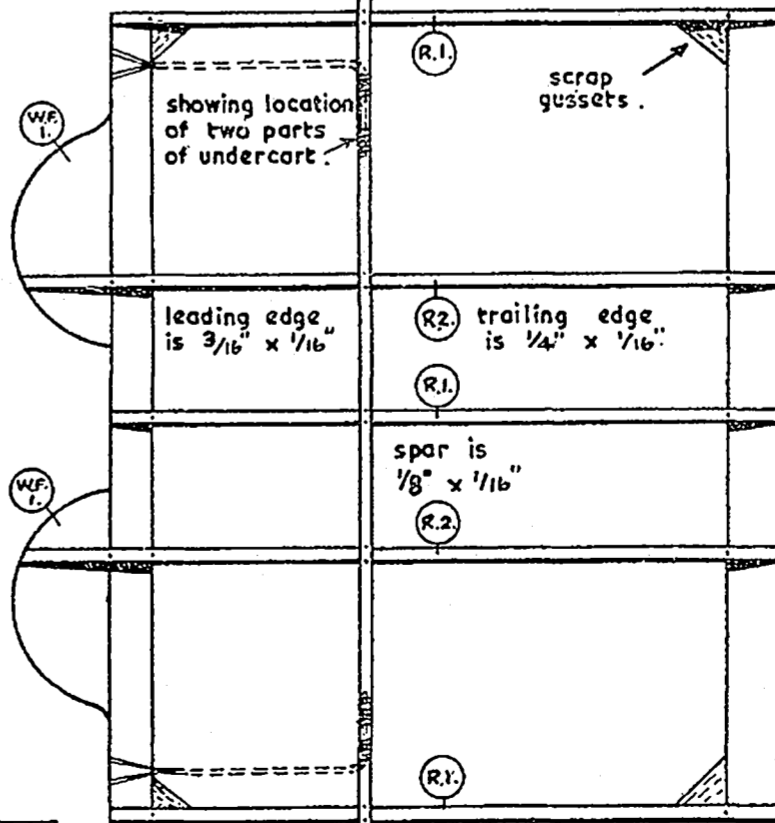 R.1.
scrap
gussets.
W.F.
1.
showing location
of two parts
of undercart.
leading edge
is 3/16" x 1/16"
R.2.
trailing edge
is 1/4" x 1/16".
R.1.
spar is
1/8" x 1/16"
W.F.
1.
R.2.
R.1.